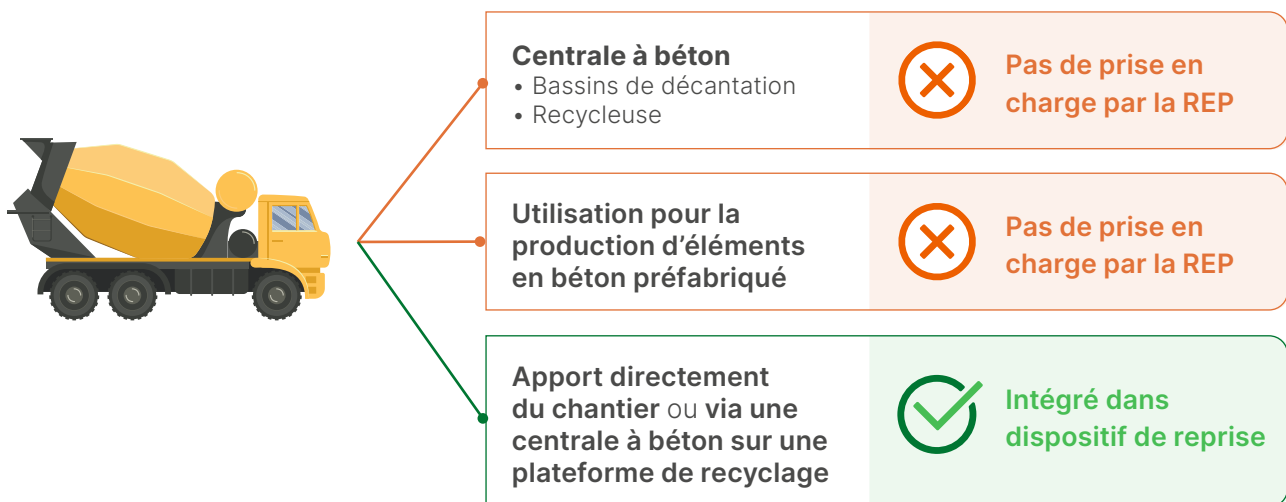 Centrale à béton
• Bassins de décantation
• Recycleuse
Pas de prise en
charge par la REP
Utilisation pour la
production d’éléments
en béton préfabriqué
Pas de prise en
charge par la REP
Apport directement
du chantier ou via une
centrale à béton sur une
plateforme de recyclage
Intégré dans
dispositif de reprise